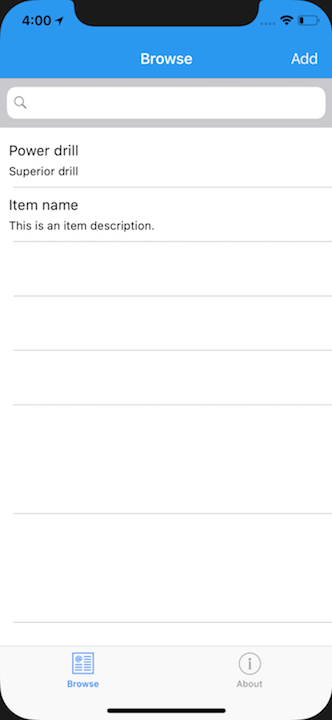 4:00
Browse
Add
Power drill
Superior drill
Item name
This is an item description.
Browse
About